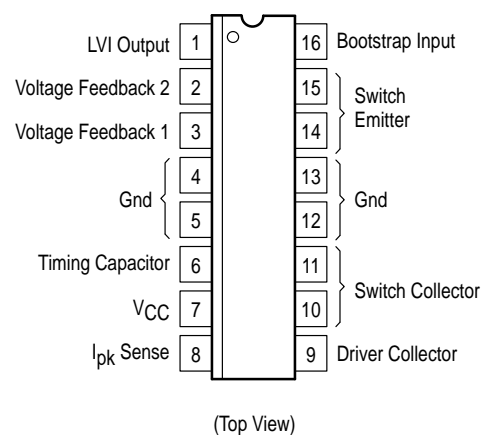 LVI Output 1 16 Bootstrap Input
Voltage Feedback 2 2 15 Switch
Emitter
Voltage Feedback 1 3 14
4 13
Gnd Gnd
5 12
Timing Capacitor 6 11
Switch Collector
VCC 7 10
Ipk Sense 8 9 Driver Collector
(Top View)